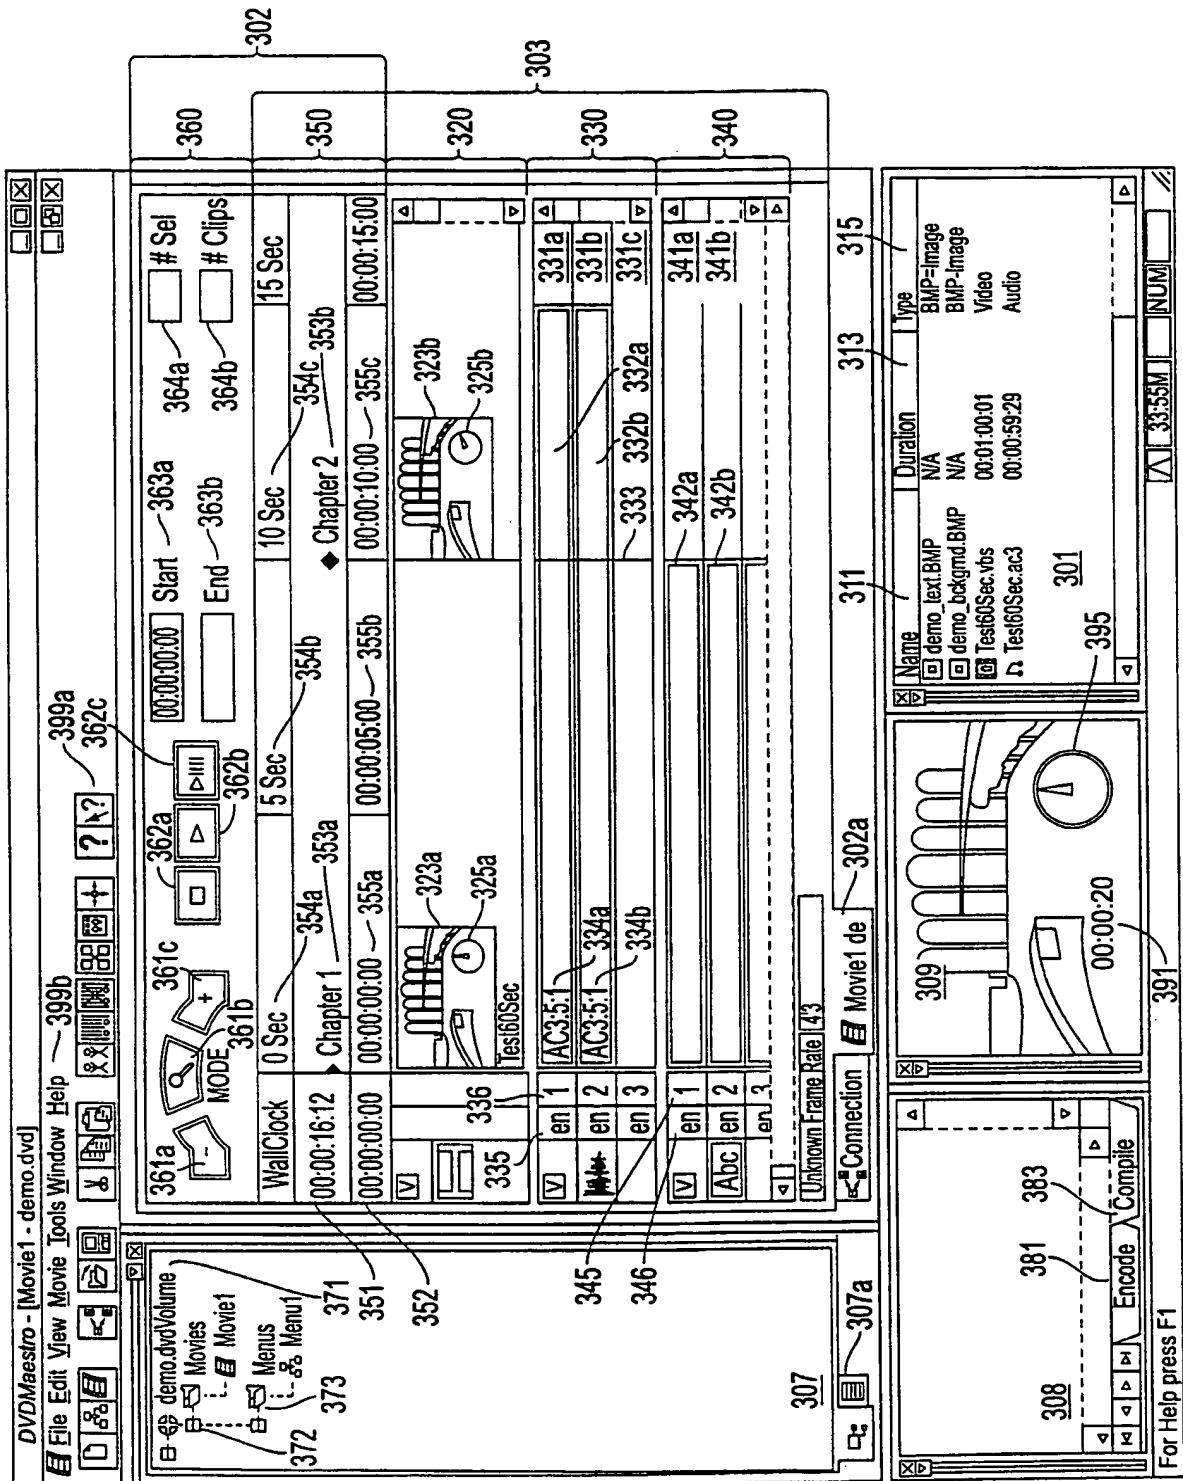 DVDMaestro - [Movie1 - demo.dvd]
File Edit View Movie Tools Window Help
399b
399a
362c
? ?
302
303
360
350
320
330
340
361a
361b
361c
- MODE +
362a
362b
00:00:00:00 Start 363a
End 363b
364a # Sel
364b # Clips
WallClock 0 Sec 5 Sec 10 Sec 15 Sec
354a 354b 354c
00:00:16:12 Chapter 1 353a Chapter 2 353b
00:00:00:00 00:00:00:00 355a 00:00:05:00 355b 00:00:10:00 355c 00:00:15:00
V
323a
325a
Test60Sec
323b
325b
335 336
V en 1 AC3:5:1 334a 331a
en 2 AC3:5:1 334b 331b
en 3 331c
332a
332b
333
V en 1 342a 341a
Abc en 2 342b 341b
en 3
345
346
Unknown Frame Rate 4:3
Connection Movie1 de 302a
demo.dvdVolume
Movies
Movie1
Menus
Menu1
371
351
352
372
373
307
307a
308
381
383
Encode Compile
309
00:00:20
391
395
311 313 315
Name Duration Type
demo_text.BMP N/A BMP=Image
demo_bckgrnd.BMP N/A BMP-Image
Test60Sec.vbs 00:01:00:01 Video
Test60Sec.ac3 00:00:59:29 Audio
301
For Help press F1
33:55M NUM